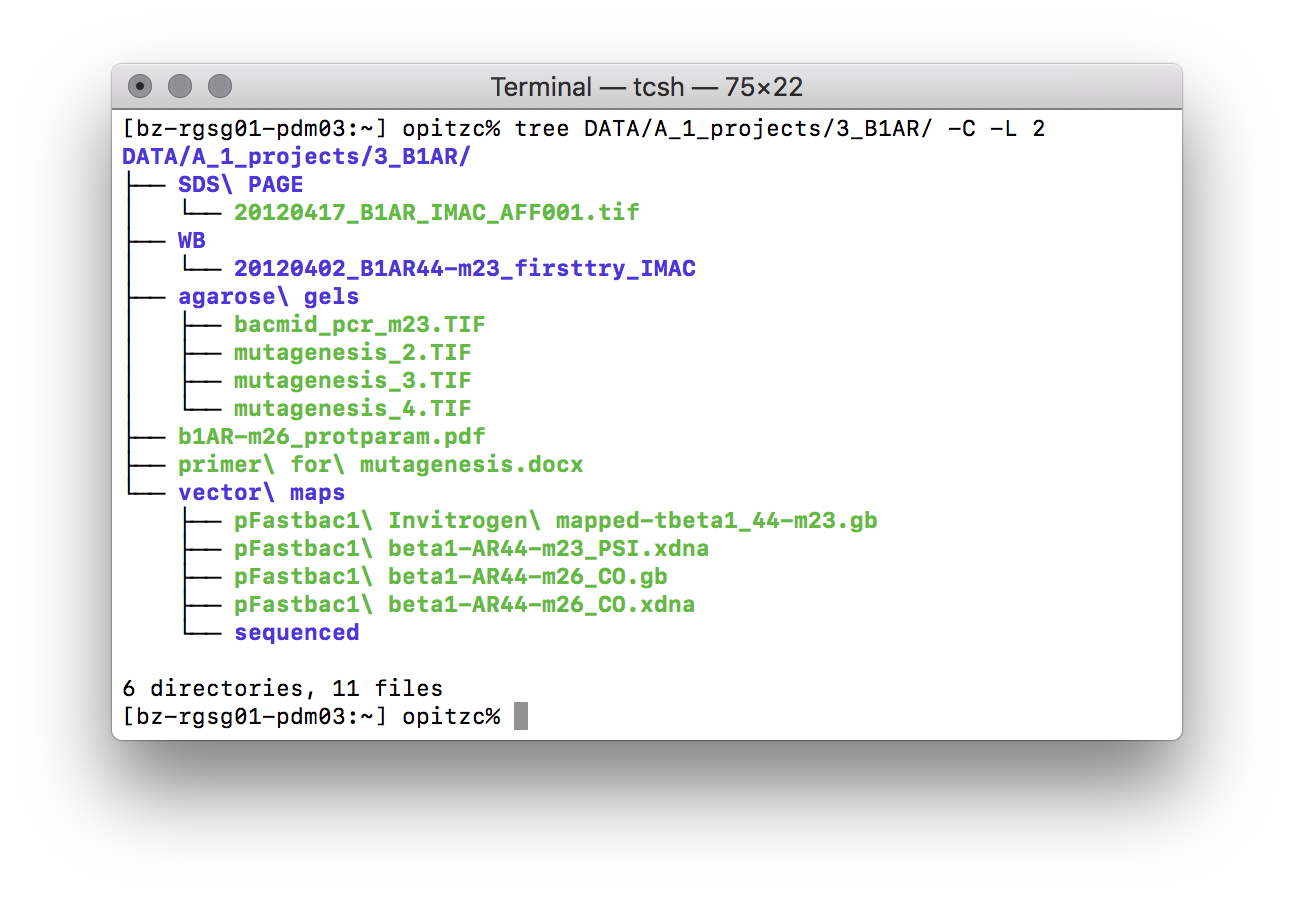 Terminal — tcsh — 75×22
[bz-rgsg01-pdm03:~] opitzc% tree DATA/A_1_projects/3_B1AR/ -C -L 2
DATA/A_1_projects/3_B1AR/
├── SDS\ PAGE
│   └── 20120417_B1AR_IMAC_AFF001.tif
├── WB
│   └── 20120402_B1AR44-m23_firsttry_IMAC
├── agarose\ gels
│   ├── bacmid_pcr_m23.TIF
│   ├── mutagenesis_2.TIF
│   ├── mutagenesis_3.TIF
│   └── mutagenesis_4.TIF
├── b1AR-m26_protparam.pdf
├── primer\ for\ mutagenesis.docx
└── vector\ maps
    ├── pFastbac1\ Invitrogen\ mapped-tbeta1_44-m23.gb
    ├── pFastbac1\ beta1-AR44-m23_PSI.xdna
    ├── pFastbac1\ beta1-AR44-m26_CO.gb
    ├── pFastbac1\ beta1-AR44-m26_CO.xdna
    └── sequenced

6 directories, 11 files
[bz-rgsg01-pdm03:~] opitzc%